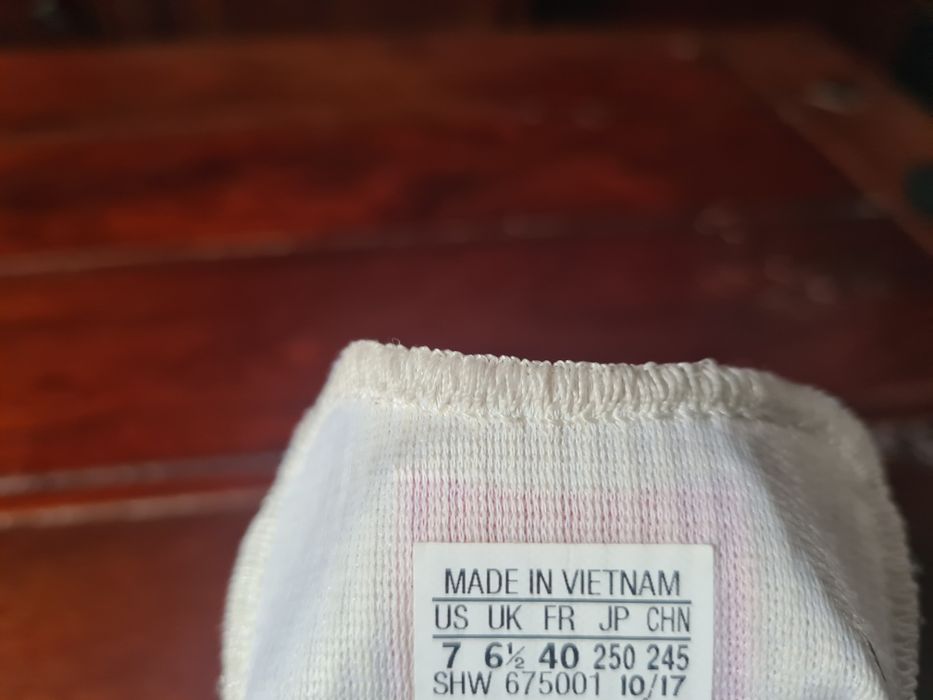 MADE IN VIETNAM
US UK FR JP CHN
7 6½ 40 250 245
SHW 675001 10/17